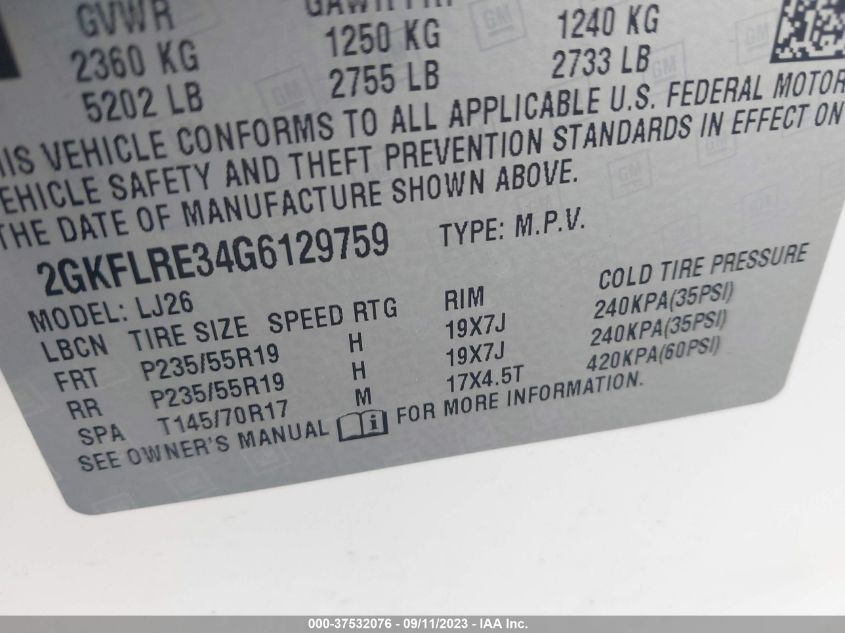 GVWR GAWR FRT
2360 KG 1250 KG 1240 KG
5202 LB 2755 LB 2733 LB
VEHICLE CONFORMS TO ALL APPLICABLE U.S. FEDERAL MOTOR
SAFETY AND THEFT PREVENTION STANDARDS IN EFFECT ON
THE DATE OF MANUFACTURE SHOWN ABOVE.
2GKFLRE34G6129759 TYPE: M.P.V.
MODEL: LJ26
LBCN TIRE SIZE SPEED RTG RIM COLD TIRE PRESSURE
FRT P235/55R19 H 19X7J 240KPA(35PSI)
RR P235/55R19 H 19X7J 240KPA(35PSI)
SPA T145/70R17 M 17X4.5T 420KPA(60PSI)
SEE OWNER'S MANUAL i FOR MORE INFORMATION.
GM
000-37532076 - 09/11/2023 - IAA Inc.